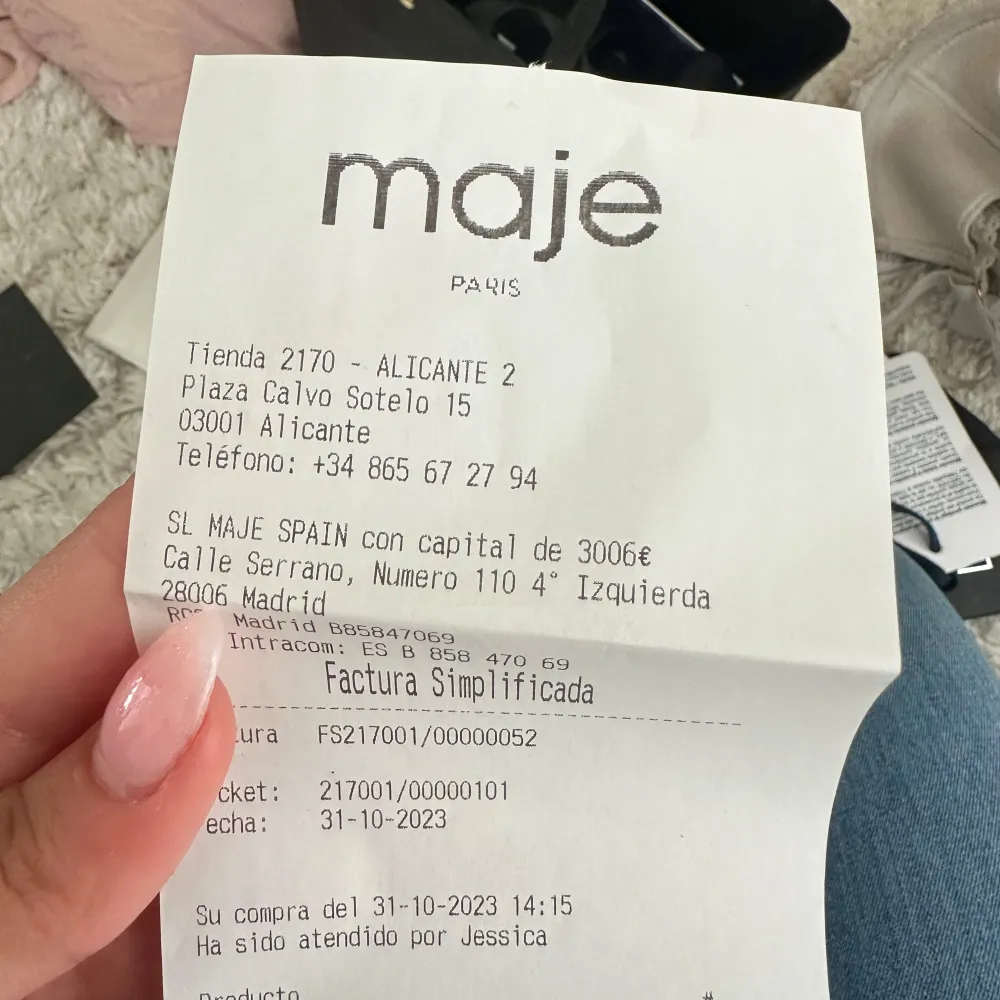 maje
PARIS
Tienda 2170 - ALICANTE 2
Plaza Calvo Sotelo 15
03001 Alicante
Teléfono: +34 865 67 27 94
SL MAJE SPAIN con capital de 3006€
Calle Serrano, Numero 110 4° Izquierda
28006 Madrid
Madrid B85847069
Intracom: ES B 858 470 69
Factura Simplificada
FS217001/00000052
217001/00000101
31-10-2023
Su compra del 31-10-2023 14:15
Ha sido atendido por Jessica
Producto #